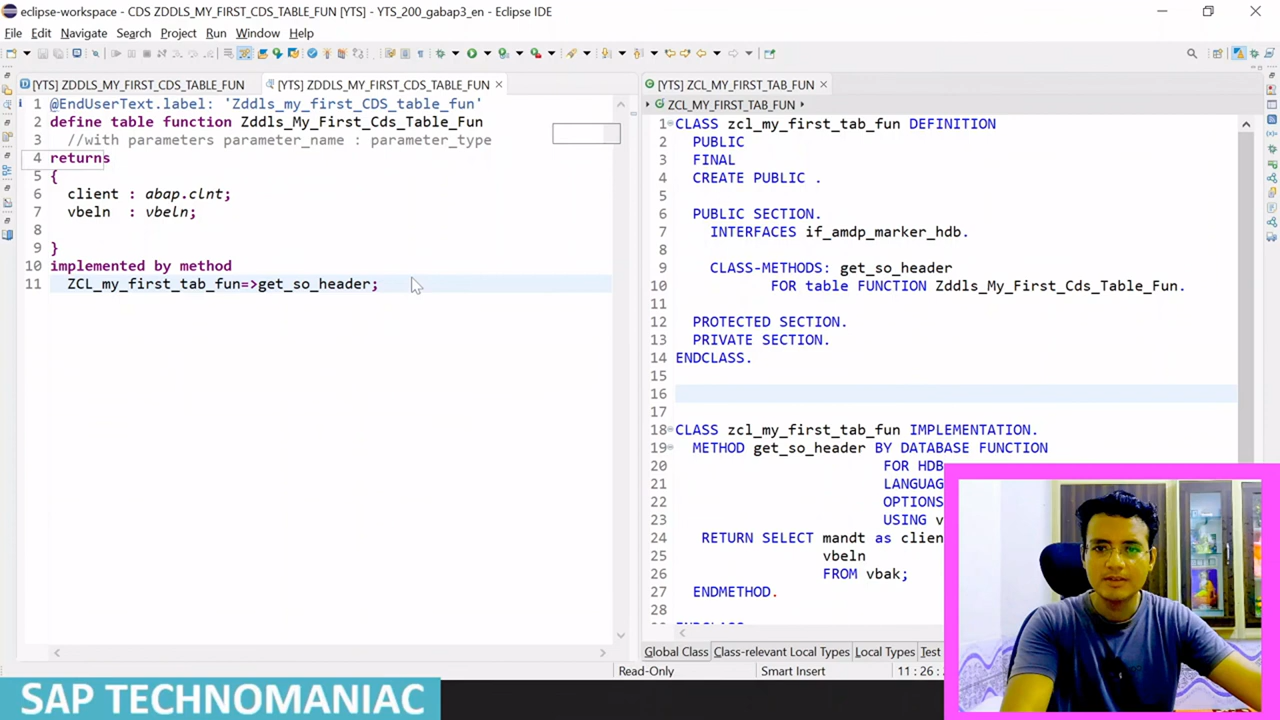 eclipse-workspace - CDS ZDDLS_MY_FIRST_CDS_TABLE_FUN [YTS] - YTS_200_gabap3_en - Eclipse IDE
File Edit Navigate Search Project Run Window Help
[YTS] ZDDLS_MY_FIRST_CDS_TABLE_FUN
[YTS] ZDDLS_MY_FIRST_CDS_TABLE_FUN
1 @EndUserText.label: 'Zddls_my_first_CDS_table_fun'
2 define table function Zddls_My_First_Cds_Table_Fun
3 //with parameters parameter_name : parameter_type
4 returns
5 {
6 client : abap.clnt;
7 vbeln : vbeln;
8
9 }
10 implemented by method
11 ZCL_my_first_tab_fun=>get_so_header;
[YTS] ZCL_MY_FIRST_TAB_FUN
ZCL_MY_FIRST_TAB_FUN
1 CLASS zcl_my_first_tab_fun DEFINITION
2 PUBLIC
3 FINAL
4 CREATE PUBLIC .
5
6 PUBLIC SECTION.
7 INTERFACES if_amdp_marker_hdb.
8
9 CLASS-METHODS: get_so_header
10 FOR table FUNCTION Zddls_My_First_Cds_Table_Fun.
11
12 PROTECTED SECTION.
13 PRIVATE SECTION.
14 ENDCLASS.
15
16
17
18 CLASS zcl_my_first_tab_fun IMPLEMENTATION.
19 METHOD get_so_header BY DATABASE FUNCTION
20 FOR HDB
21 LANGUAG
22 OPTIONS
23 USING v
24 RETURN SELECT mandt as clien
25 vbeln
26 FROM vbak;
27 ENDMETHOD.
28
Global Class Class-relevant Local Types Local Types Test
Read-Only Smart Insert 11 : 26 :
SAP TECHNOMANIAC